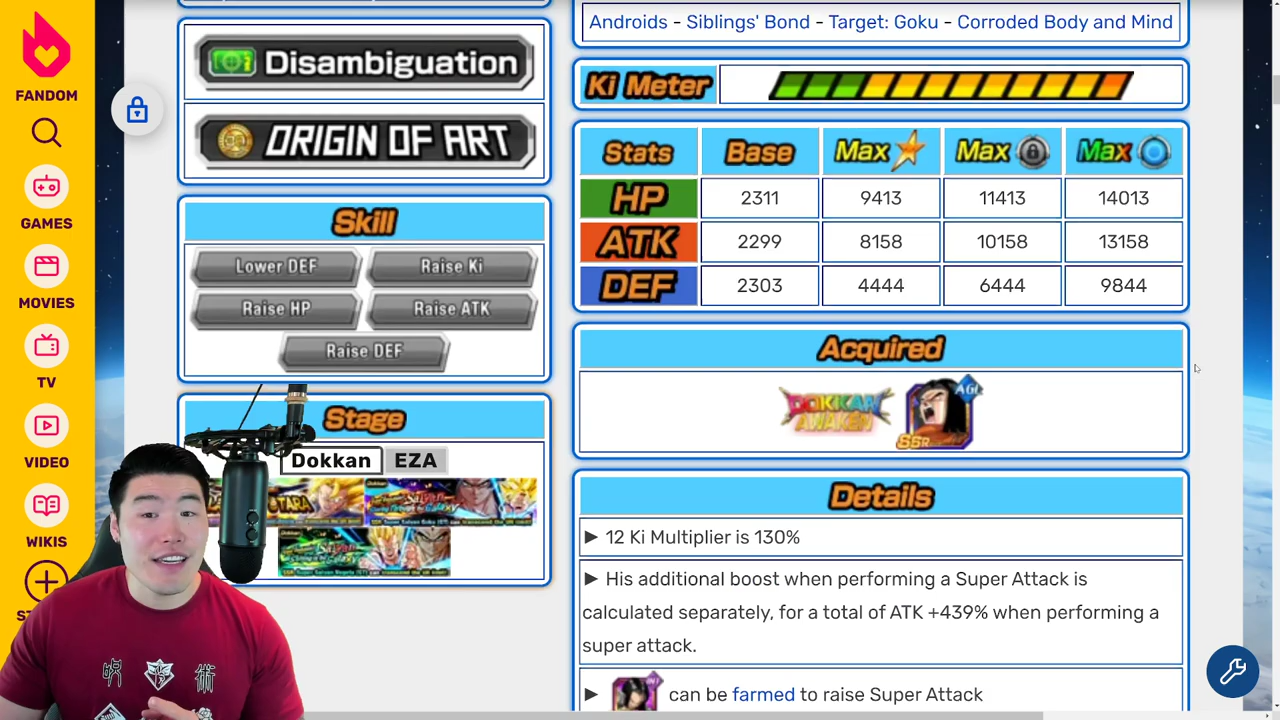 FANDOM
GAMES
MOVIES
TV
VIDEO
WIKIS
Disambiguation
ORIGIN OF ART
Skill
Lower DEF
Raise Ki
Raise HP
Raise ATK
Raise DEF
Stage
Dokkan
EZA
Androids - Siblings' Bond - Target: Goku - Corroded Body and Mind
Ki Meter
Stats Base Max Max Max
HP 2311 9413 11413 14013
ATK 2299 8158 10158 13158
DEF 2303 4444 6444 9844
Acquired
DOKKAN
AWAKEN
AGL
SSR
Details
► 12 Ki Multiplier is 130%
► His additional boost when performing a Super Attack is
calculated separately, for a total of ATK +439% when performing a
super attack.
► can be farmed to raise Super Attack
呪 術